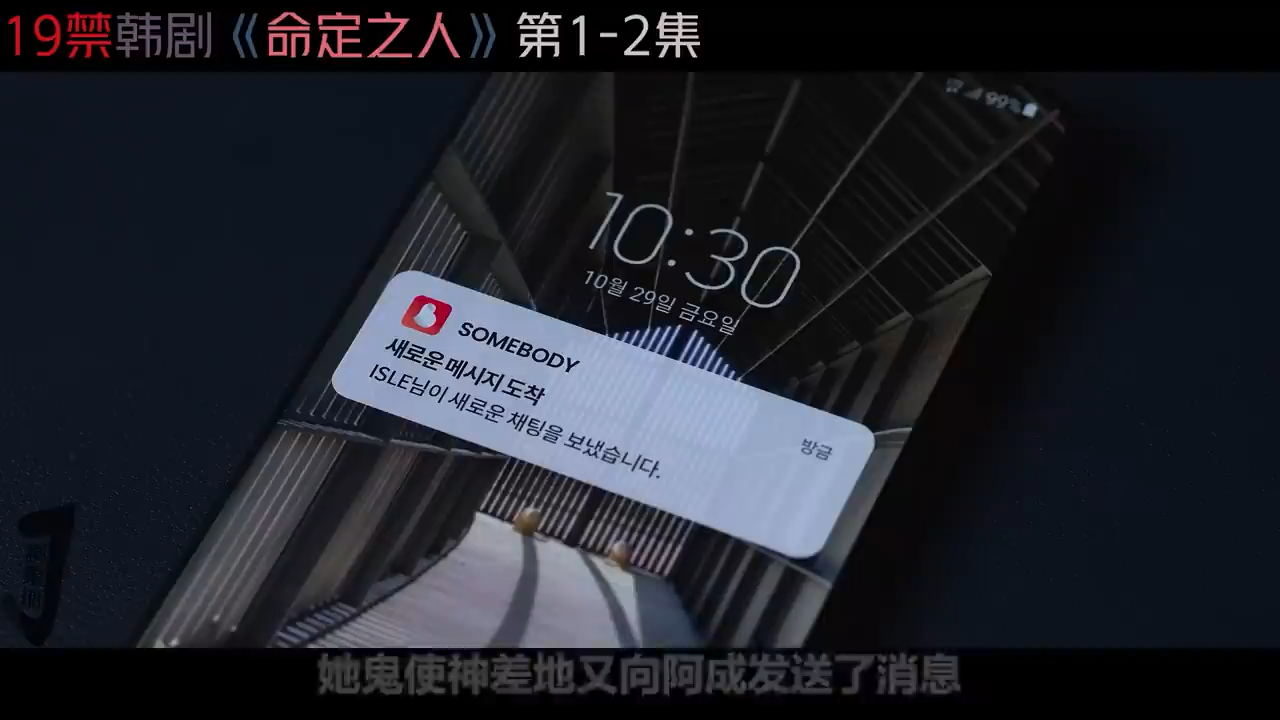 19禁韩剧《命定之人》第1-2集
99%
10:30
10월 29일 금요일
SOMEBODY
새로운 메시지 도착
ISLE님이 새로운 채팅을 보냈습니다.
방금
她鬼使神差地又向阿成发送了消息